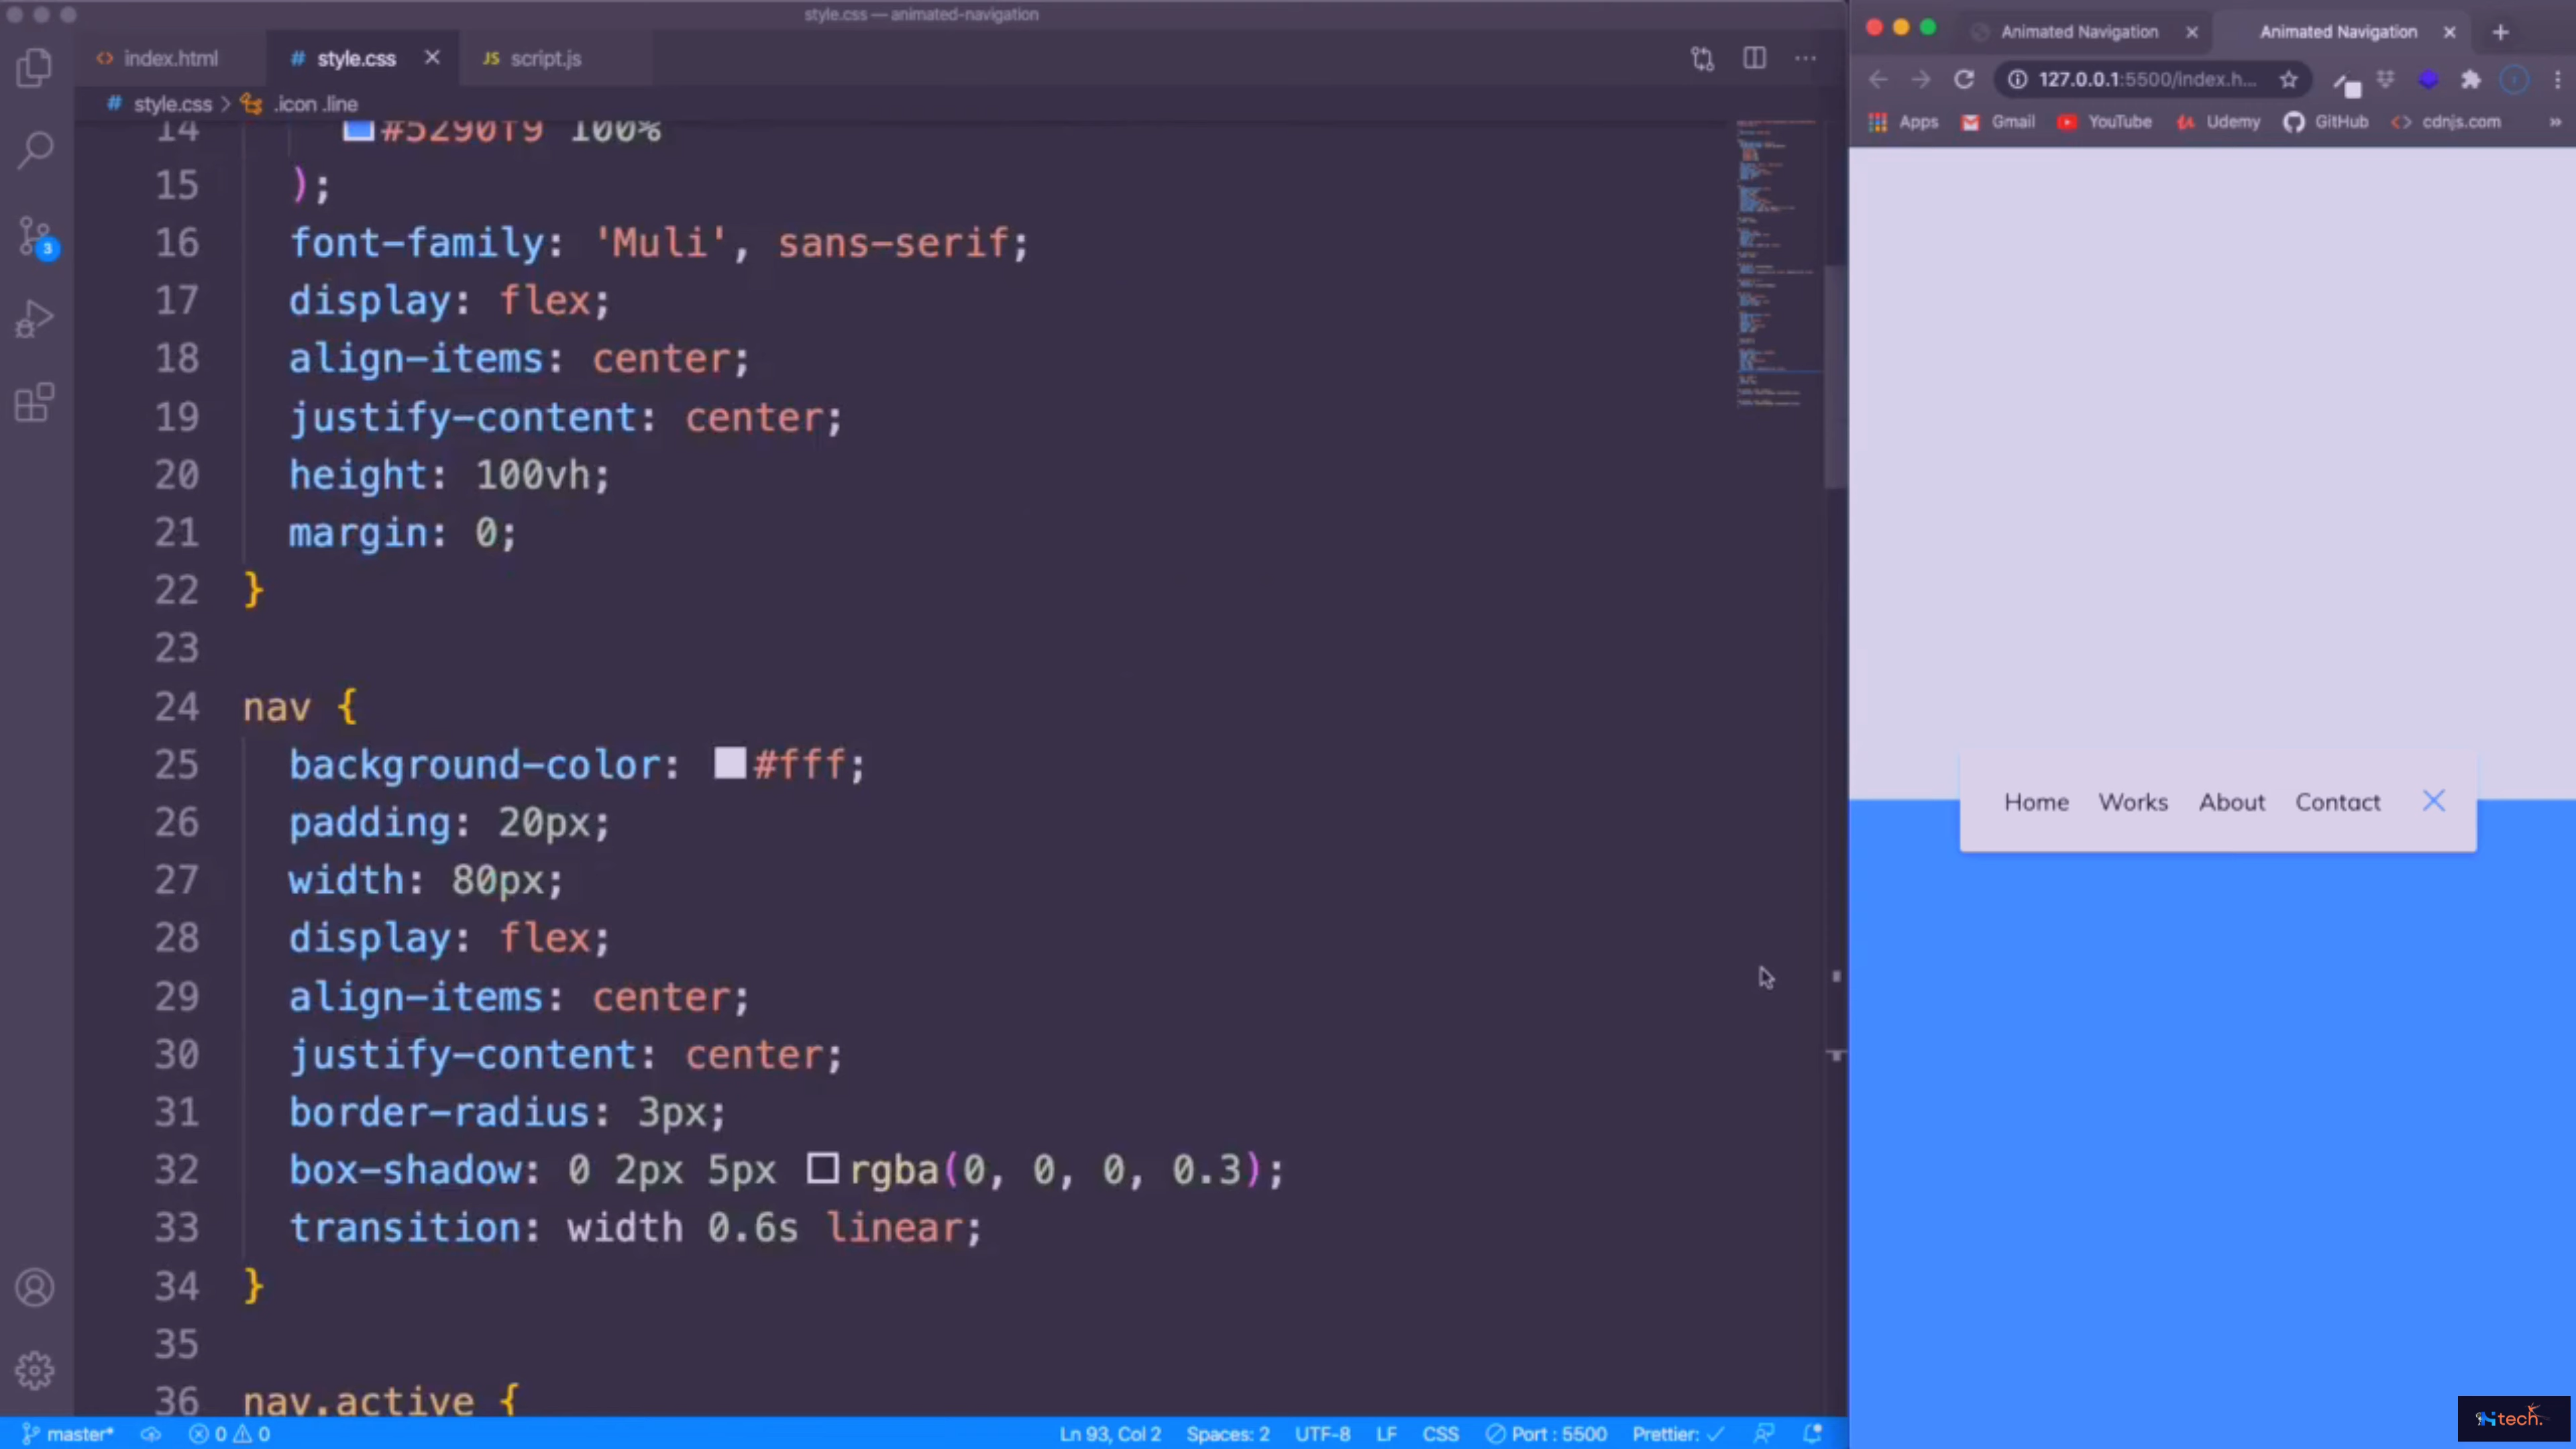 style.css — animated-navigation
index.html
# style.css
JS script.js
# style.css > .icon .line
14 #5290f9 100%
15 );
16 font-family: 'Muli', sans-serif;
17 display: flex;
18 align-items: center;
19 justify-content: center;
20 height: 100vh;
21 margin: 0;
22 }
23
24 nav {
25 background-color: #fff;
26 padding: 20px;
27 width: 80px;
28 display: flex;
29 align-items: center;
30 justify-content: center;
31 border-radius: 3px;
32 box-shadow: 0 2px 5px rgba(0, 0, 0, 0.3);
33 transition: width 0.6s linear;
34 }
35
36 nav.active {
3
master* 0 0 Ln 93, Col 2 Spaces: 2 UTF-8 LF CSS Port : 5500 Prettier: ✓
Animated Navigation Animated Navigation
127.0.0.1:5500/index.h...
Apps Gmail YouTube Udemy GitHub cdnjs.com »
Home Works About Contact
tech.